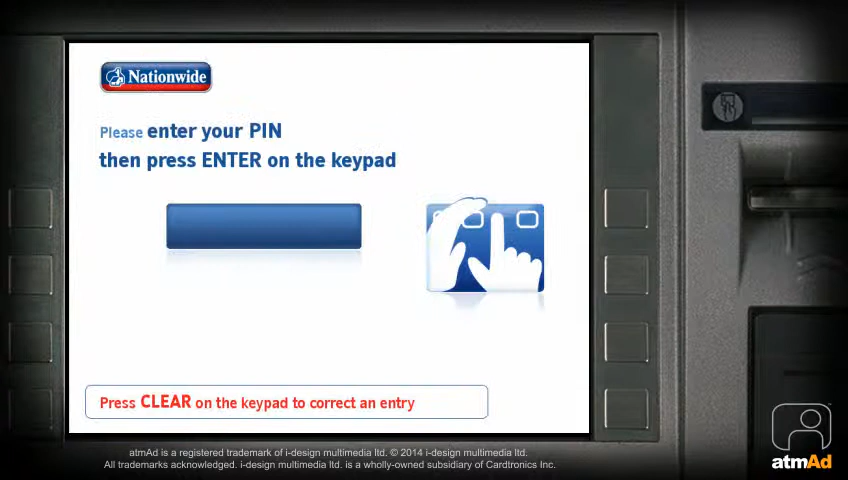 Nationwide
Please enter your PIN
then press ENTER on the keypad
Press CLEAR on the keypad to correct an entry
atmAd is a registered trademark of i-design multimedia ltd. © 2014 i-design multimedia ltd.
All trademarks acknowledged. i-design multimedia ltd. is a wholly-owned subsidiary of Cardtronics Inc.
atmAd